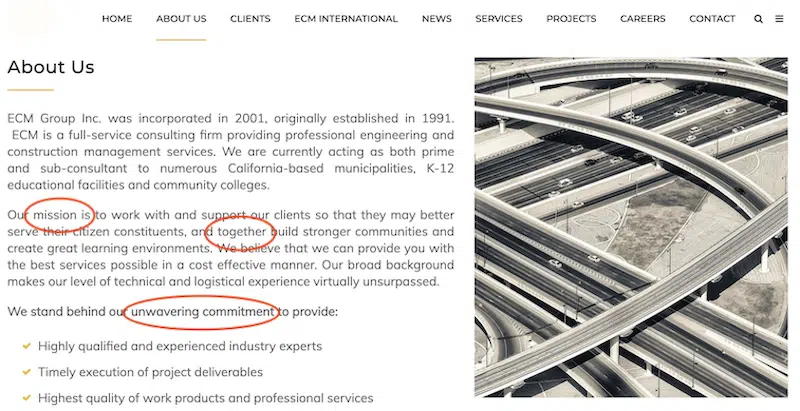 HOME ABOUT US CLIENTS ECM INTERNATIONAL NEWS SERVICES PROJECTS CAREERS CONTACT
About Us
ECM Group Inc. was incorporated in 2001, originally established in 1991.
ECM is a full-service consulting firm providing professional engineering and
construction management services. We are currently acting as both prime
and sub-consultant to numerous California-based municipalities, K-12
educational facilities and community colleges.
Our mission is to work with and support our clients so that they may better
serve their citizen constituents, and together build stronger communities and
create great learning environments. We believe that we can provide you with
the best services possible in a cost effective manner. Our broad background
makes our level of technical and logistical experience virtually unsurpassed.
We stand behind our unwavering commitment to provide:
Highly qualified and experienced industry experts
Timely execution of project deliverables
Highest quality of work products and professional services